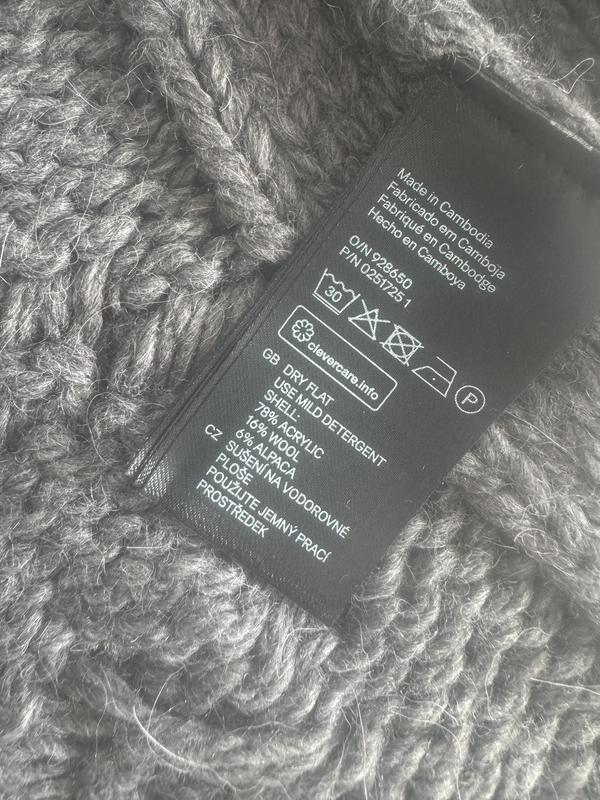 Made in Cambodia
Fabricado em Camboja
Fabriqué en Cambodge
Hecho en Camboya
O/N 928650
P/N 0251725 1
30
P
clevercare.info
GB DRY FLAT
USE MILD DETERGENT
SHELL:
78% ACRYLIC
16% WOOL
6% ALPACA
CZ SUŠENÍ NA VODOROVNÉ
PLOŠE
POUŽIJTE JEMNÝ PRACÍ
PROSTŘEDEK